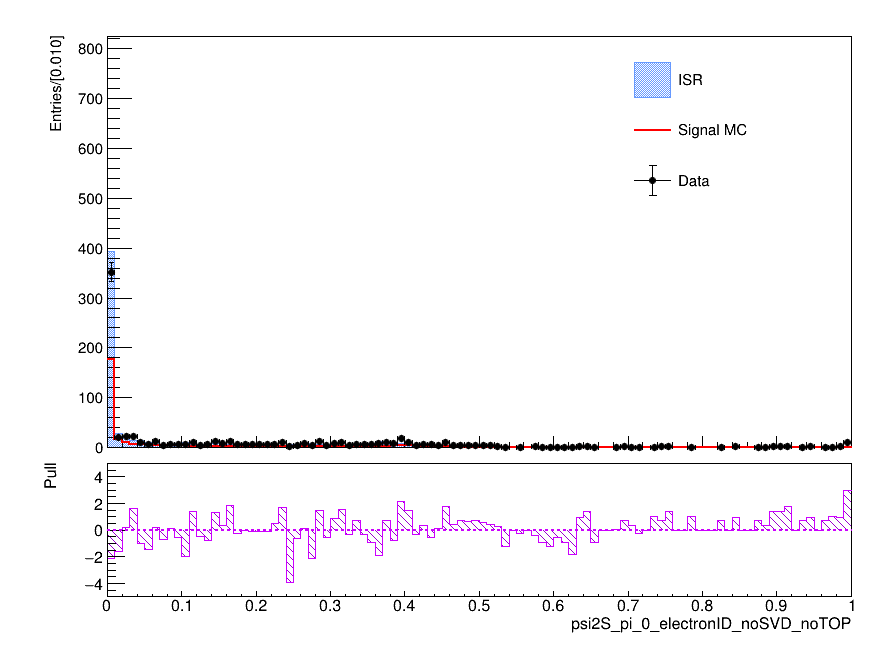 Entries/[0.010]
800
700
600
500
400
300
200
100
0
ISR
Signal MC
Data
Pull
4
2
0
−2
−4
0 0.1 0.2 0.3 0.4 0.5 0.6 0.7 0.8 0.9 1
psi2S_pi_0_electronID_noSVD_noTOP